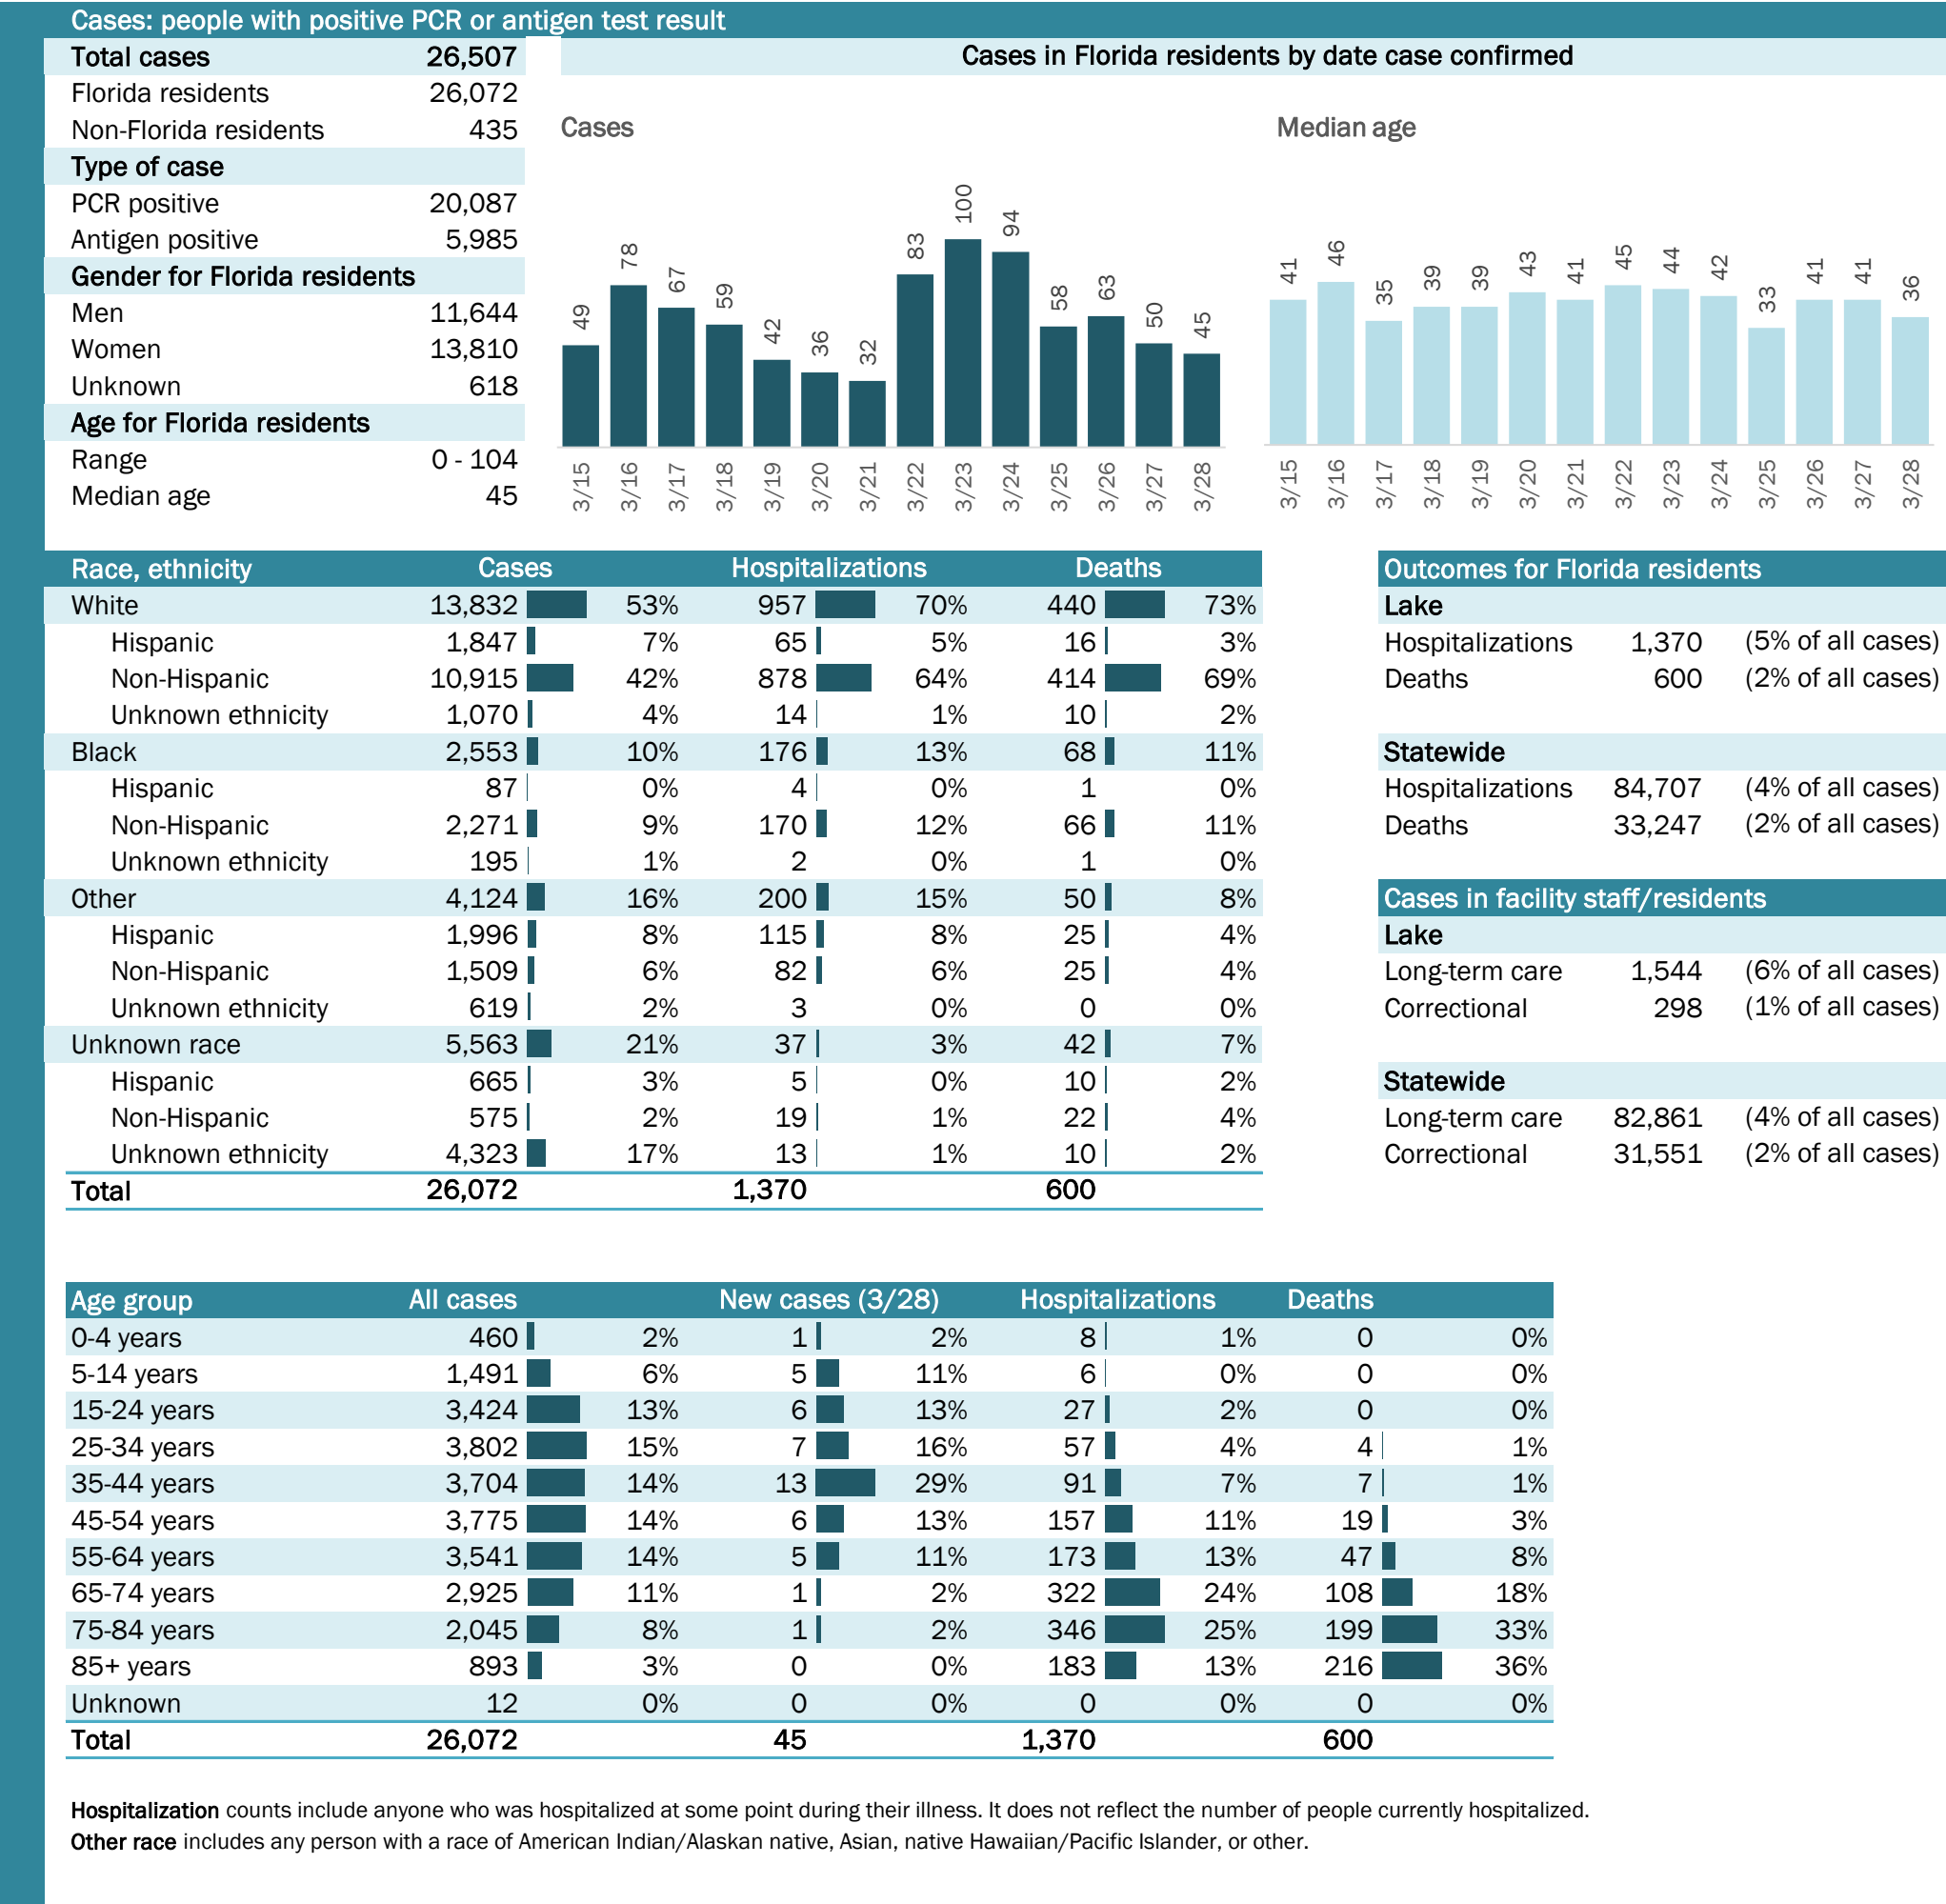 Cases: people with positive PCR or antigen test result
Total cases 26,507
Florida residents 26,072
Non-Florida residents 435
Type of case
PCR positive 20,087
Antigen positive 5,985
Gender for Florida residents
Men 11,644
Women 13,810
Unknown 618
Age for Florida residents
Range 0 - 104
Median age 45
Cases in Florida residents by date case confirmed
Cases
49 78 67 59 42 36 32 83 100 94 58 63 50 45
3/15 3/16 3/17 3/18 3/19 3/20 3/21 3/22 3/23 3/24 3/25 3/26 3/27 3/28
Median age
41 46 35 39 39 43 41 45 44 42 33 41 41 36
3/15 3/16 3/17 3/18 3/19 3/20 3/21 3/22 3/23 3/24 3/25 3/26 3/27 3/28
Race, ethnicity Cases Hospitalizations Deaths
White 13,832 53% 957 70% 440 73%
Hispanic 1,847 7% 65 5% 16 3%
Non-Hispanic 10,915 42% 878 64% 414 69%
Unknown ethnicity 1,070 4% 14 1% 10 2%
Black 2,553 10% 176 13% 68 11%
Hispanic 87 0% 4 0% 1 0%
Non-Hispanic 2,271 9% 170 12% 66 11%
Unknown ethnicity 195 1% 2 0% 1 0%
Other 4,124 16% 200 15% 50 8%
Hispanic 1,996 8% 115 8% 25 4%
Non-Hispanic 1,509 6% 82 6% 25 4%
Unknown ethnicity 619 2% 3 0% 0 0%
Unknown race 5,563 21% 37 3% 42 7%
Hispanic 665 3% 5 0% 10 2%
Non-Hispanic 575 2% 19 1% 22 4%
Unknown ethnicity 4,323 17% 13 1% 10 2%
Total 26,072 1,370 600
Outcomes for Florida residents
Lake
Hospitalizations 1,370 (5% of all cases)
Deaths 600 (2% of all cases)
Statewide
Hospitalizations 84,707 (4% of all cases)
Deaths 33,247 (2% of all cases)
Cases in facility staff/residents
Lake
Long-term care 1,544 (6% of all cases)
Correctional 298 (1% of all cases)
Statewide
Long-term care 82,861 (4% of all cases)
Correctional 31,551 (2% of all cases)
Age group All cases New cases (3/28) Hospitalizations Deaths
0-4 years 460 2% 1 2% 8 1% 0 0%
5-14 years 1,491 6% 5 11% 6 0% 0 0%
15-24 years 3,424 13% 6 13% 27 2% 0 0%
25-34 years 3,802 15% 7 16% 57 4% 4 1%
35-44 years 3,704 14% 13 29% 91 7% 7 1%
45-54 years 3,775 14% 6 13% 157 11% 19 3%
55-64 years 3,541 14% 5 11% 173 13% 47 8%
65-74 years 2,925 11% 1 2% 322 24% 108 18%
75-84 years 2,045 8% 1 2% 346 25% 199 33%
85+ years 893 3% 0 0% 183 13% 216 36%
Unknown 12 0% 0 0% 0 0% 0 0%
Total 26,072 45 1,370 600
Hospitalization counts include anyone who was hospitalized at some point during their illness. It does not reflect the number of people currently hospitalized.
Other race includes any person with a race of American Indian/Alaskan native, Asian, native Hawaiian/Pacific Islander, or other.